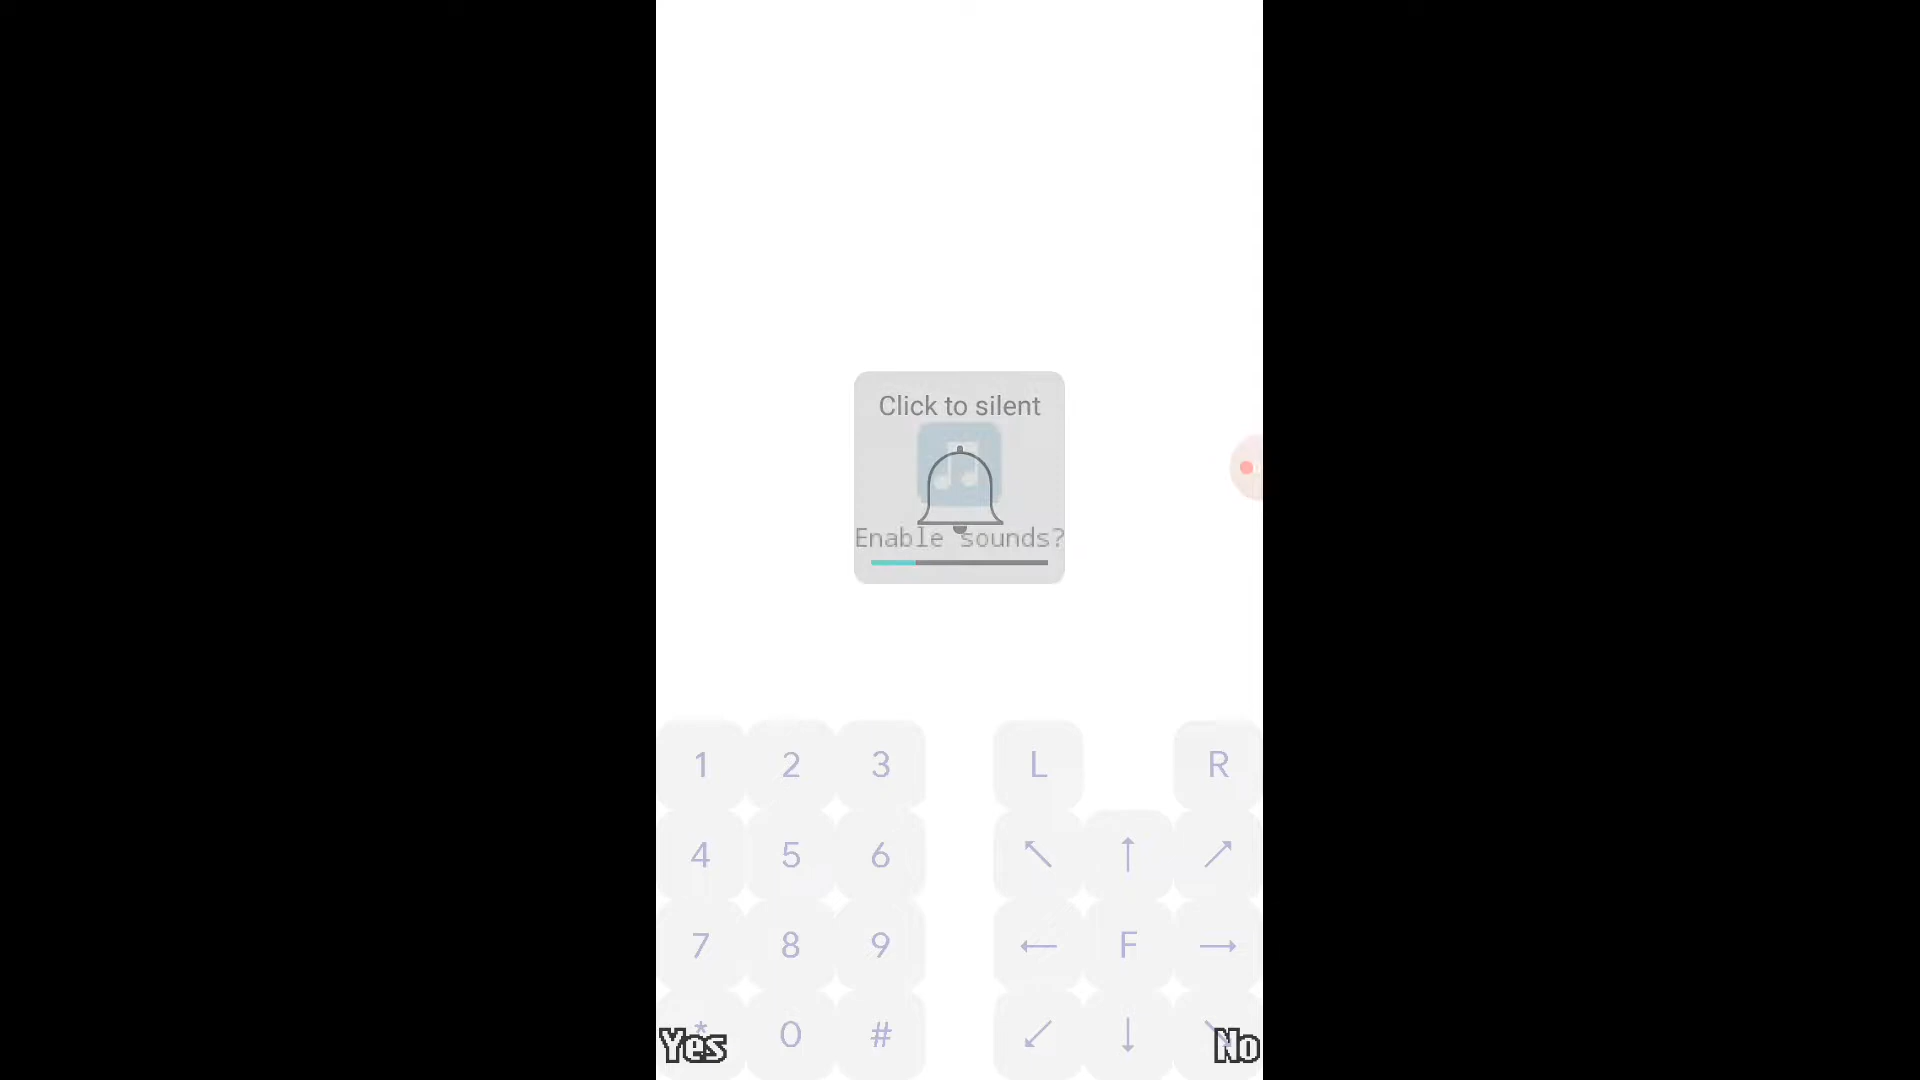 Click to silent
Enable sounds?
1 2 3 L R
4 5 6 ↖ ↑ ↗
7 8 9 ← F →
* 0 # ↙ ↓ ↘
Yes No